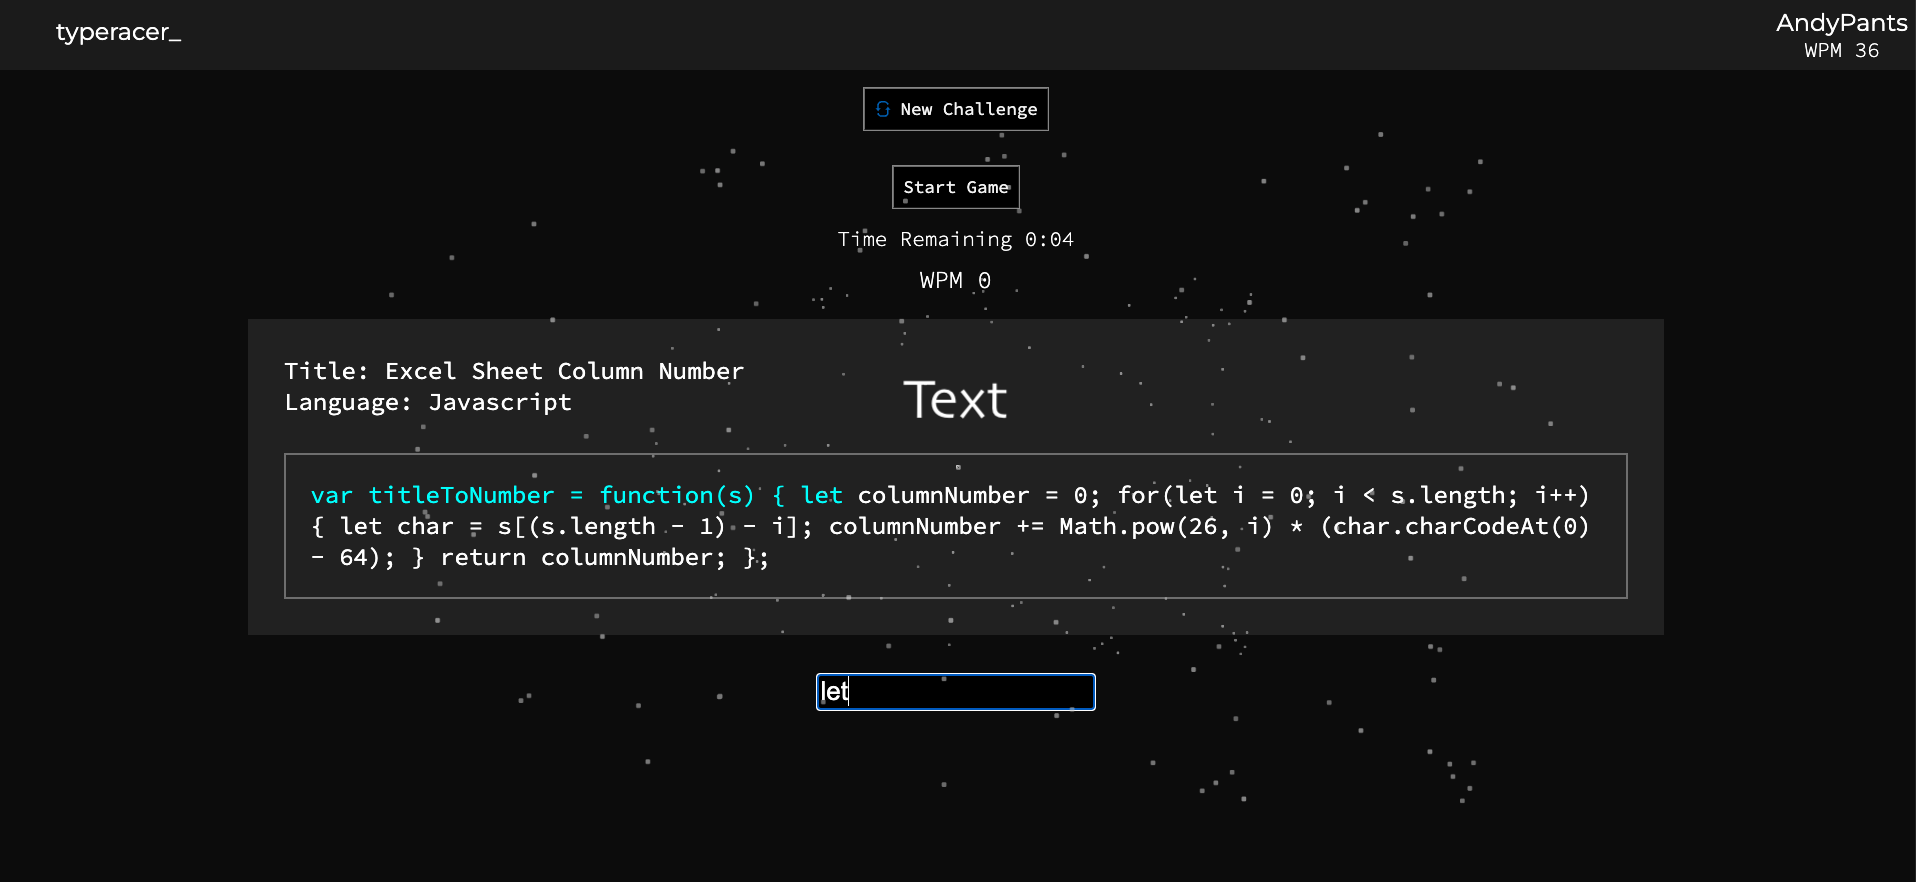 typeracer_
AndyPants
WPM 36
New Challenge
Start Game
Time Remaining 0:04
WPM 0
Title: Excel Sheet Column Number
Language: Javascript
Text
var titleToNumber = function(s) { let columnNumber = 0; for(let i = 0; i < s.length; i++)
{ let char = s[(s.length - 1) - i]; columnNumber += Math.pow(26, i) * (char.charCodeAt(0)
- 64); } return columnNumber; };
let